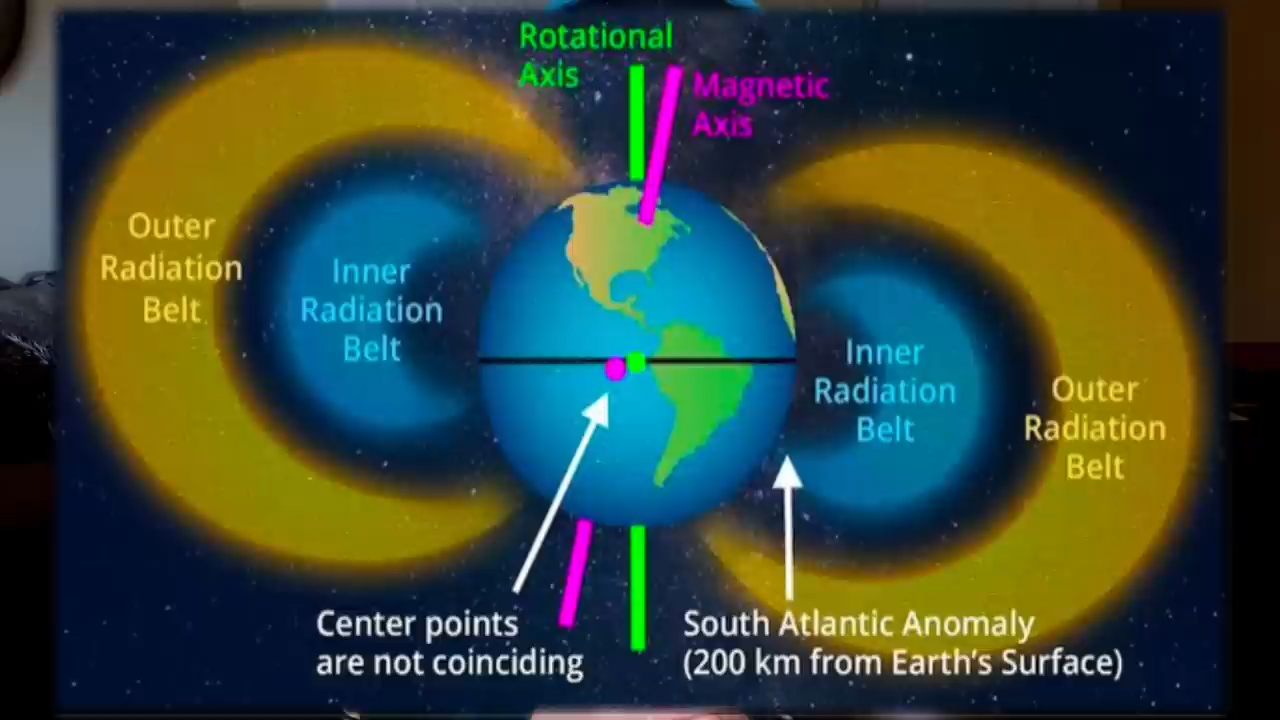 Rotational
Axis
Magnetic
Axis
Outer
Radiation
Belt
Inner
Radiation
Belt
Inner
Radiation
Belt
Outer
Radiation
Belt
Center points
are not coinciding
South Atlantic Anomaly
(200 km from Earth's Surface)